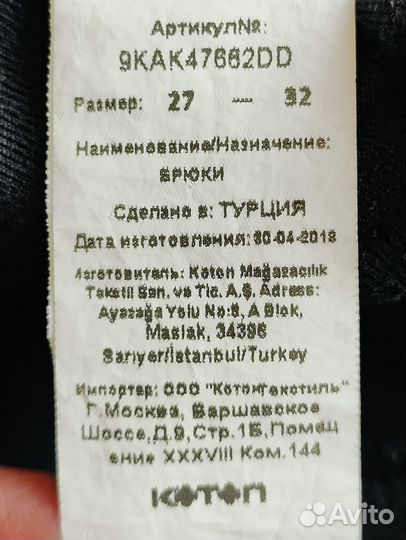 Артикул№:
9KAK47662DD
Размер: 27 — 32
Наименование/Назначение:
БРЮКИ
Сделано в: ТУРЦИЯ
Дата изготовления: 30-04-2018
Изготовитель: Koton Mağazacılık
Tekstil San. ve Tic. A.Ş. Adress:
Ayazağa Yolu No:3, A Blok,
Maslak, 34396
Sarıyer/İstanbul/Turkey
Импортер: ООО "КотонТекстиль"
Г.Москва, Варшавское
Шоссе,Д.9,Стр.1Б,Помещ
ение XXXVIII Ком.144
KOTON
Avito